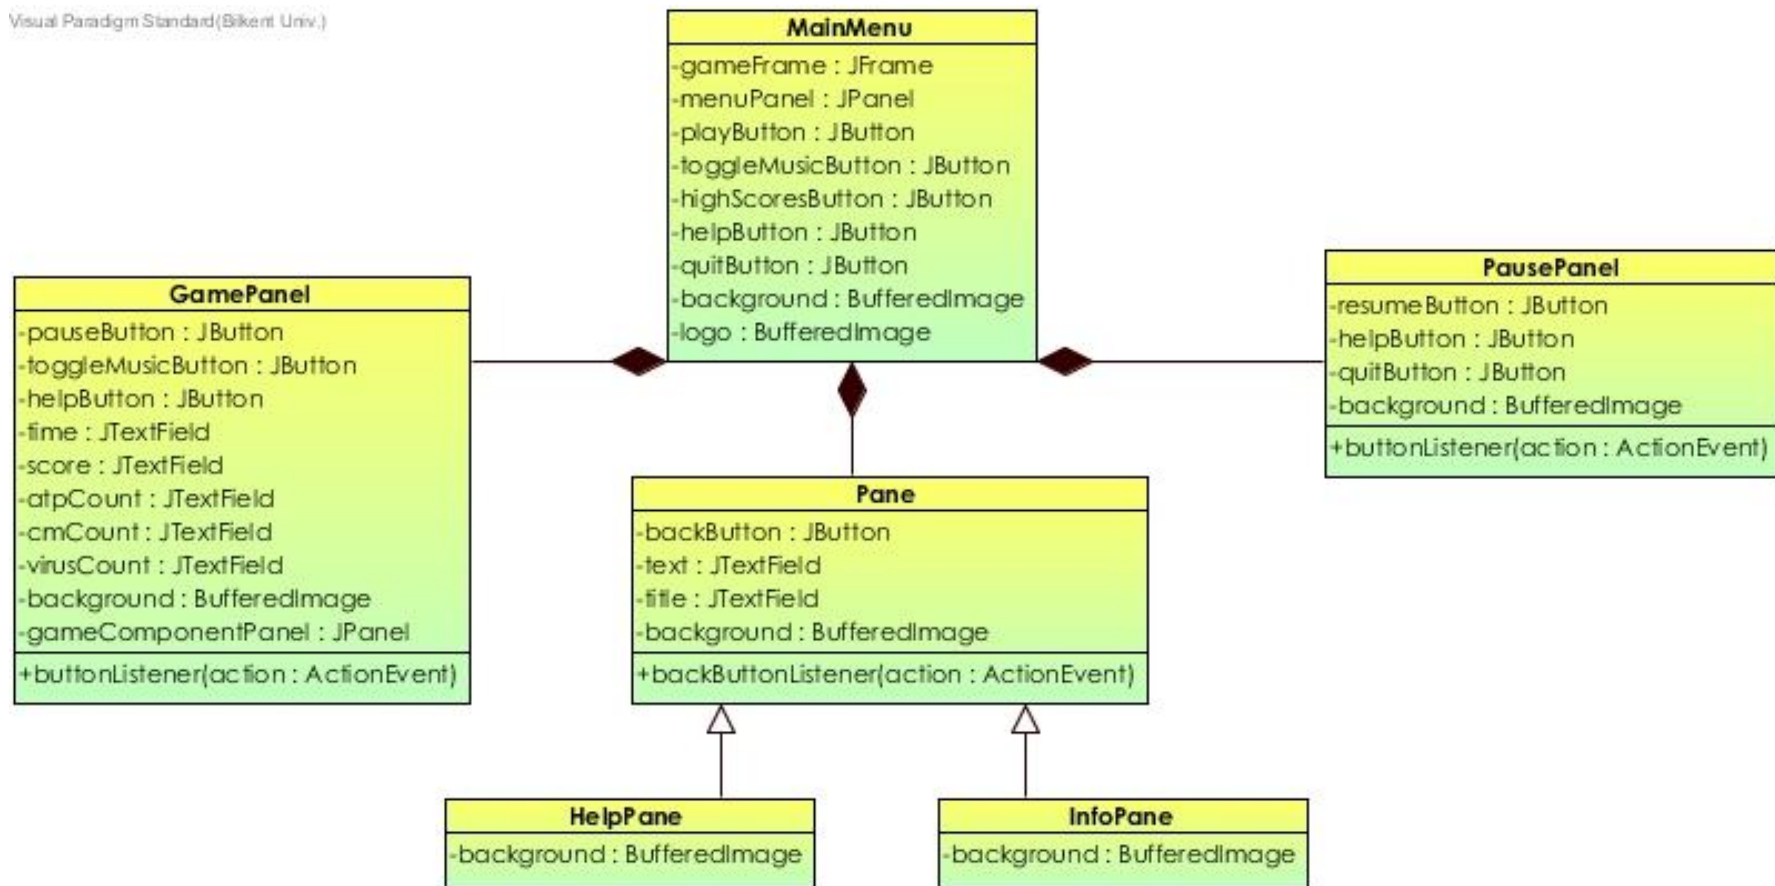 Visual Paradigm Standard(Bilkent Univ.)
MainMenu
-gameFrame : JFrame
-menuPanel : JPanel
-playButton : JButton
-toggleMusicButton : JButton
-highScoresButton : JButton
-helpButton : JButton
-quitButton : JButton
-background : BufferedImage
-logo : BufferedImage
GamePanel
-pauseButton : JButton
-toggleMusicButton : JButton
-helpButton : JButton
-time : JTextField
-score : JTextField
-atpCount : JTextField
-cmCount : JTextField
-virusCount : JTextField
-background : BufferedImage
-gameComponentPanel : JPanel
+buttonListener(action : ActionEvent)
PausePanel
-resumeButton : JButton
-helpButton : JButton
-quitButton : JButton
-background : BufferedImage
+buttonListener(action : ActionEvent)
Pane
-backButton : JButton
-text : JTextField
-title : JTextField
-background : BufferedImage
+backButtonListener(action : ActionEvent)
HelpPane
-background : BufferedImage
InfoPane
-background : BufferedImage